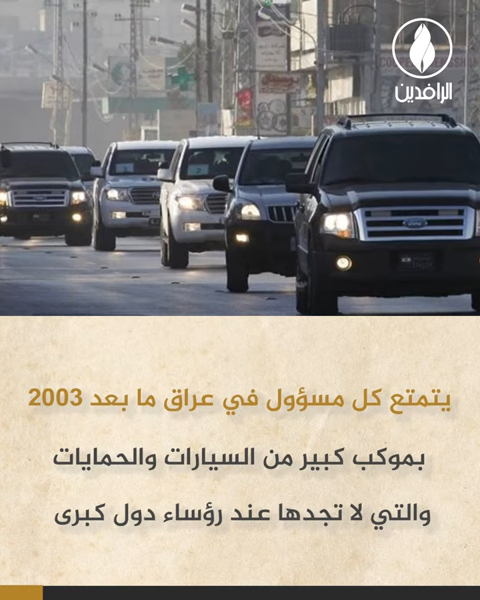 الرافدين
يتمتع كل مسؤول في عراق ما بعد 2003
بموكب كبير من السيارات والحمايات
والتي لا تجدها عند رؤساء دول كبرى